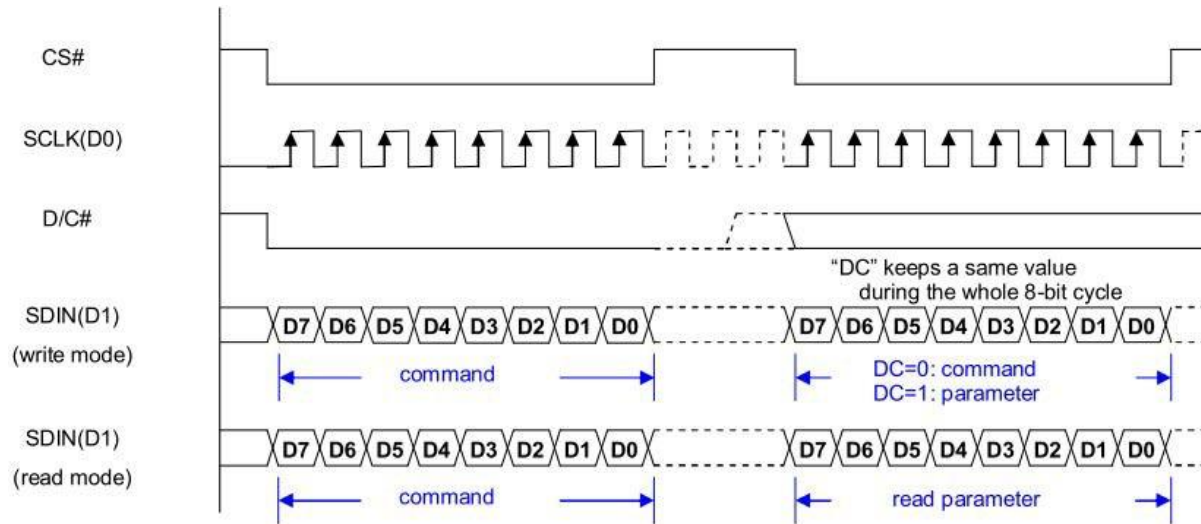 CS#
SCLK(D0)
D/C#
“DC” keeps a same value
during the whole 8-bit cycle
SDIN(D1)
(write mode)
D7 D6 D5 D4 D3 D2 D1 D0 D7 D6 D5 D4 D3 D2 D1 D0
command
DC=0: command
DC=1: parameter
SDIN(D1)
(read mode)
D7 D6 D5 D4 D3 D2 D1 D0 D7 D6 D5 D4 D3 D2 D1 D0
command
read parameter